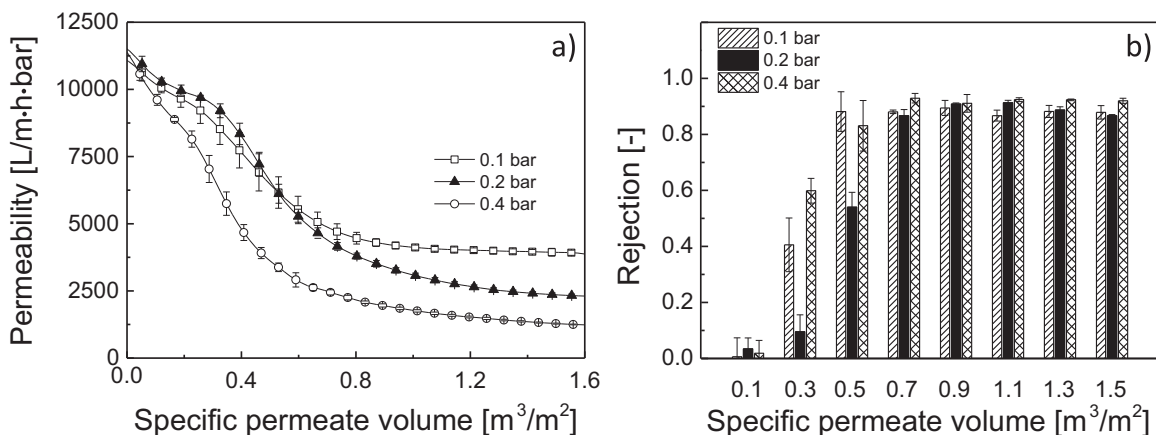 a)
Permeability [L/m·h·bar]
12500
10000
7500
5000
2500
0
0.1 bar
0.2 bar
0.4 bar
0.0 0.4 0.8 1.2 1.6
Specific permeate volume [m³/m²]
b)
0.1 bar
0.2 bar
0.4 bar
Rejection [-]
1.0
0.8
0.6
0.4
0.2
0.0
0.1 0.3 0.5 0.7 0.9 1.1 1.3 1.5
Specific permeate volume [m³/m²]